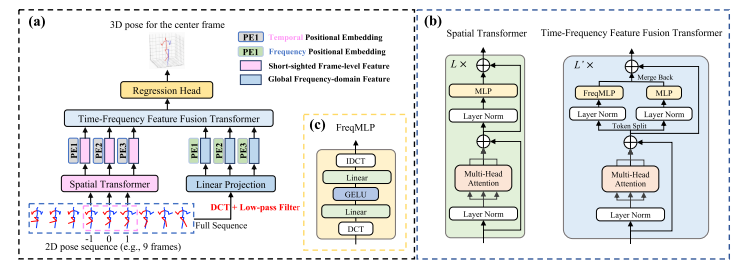 (a)
3D pose for the center frame
PE1 Temporal Positional Embedding
PE1 Frequency Positional Embedding
Short-sighted Frame-level Feature
Global Frequency-domain Feature
Regression Head
Time-Frequency Feature Fusion Transformer
PE1 PE2 PE3
PE1 PE2 PE3
Spatial Transformer
Linear Projection
DCT + Low-pass Filter
Full Sequence
-1 0 1
2D pose sequence (e.g., 9 frames)
(c)
FreqMLP
IDCT
Linear
GELU
Linear
DCT
(b)
Spatial Transformer
L ×
MLP
Layer Norm
Multi-Head
Attention
Layer Norm
Time-Frequency Feature Fusion Transformer
L' ×
Merge Back
FreqMLP MLP
Layer Norm Layer Norm
Token Split
Multi-Head
Attention
Layer Norm